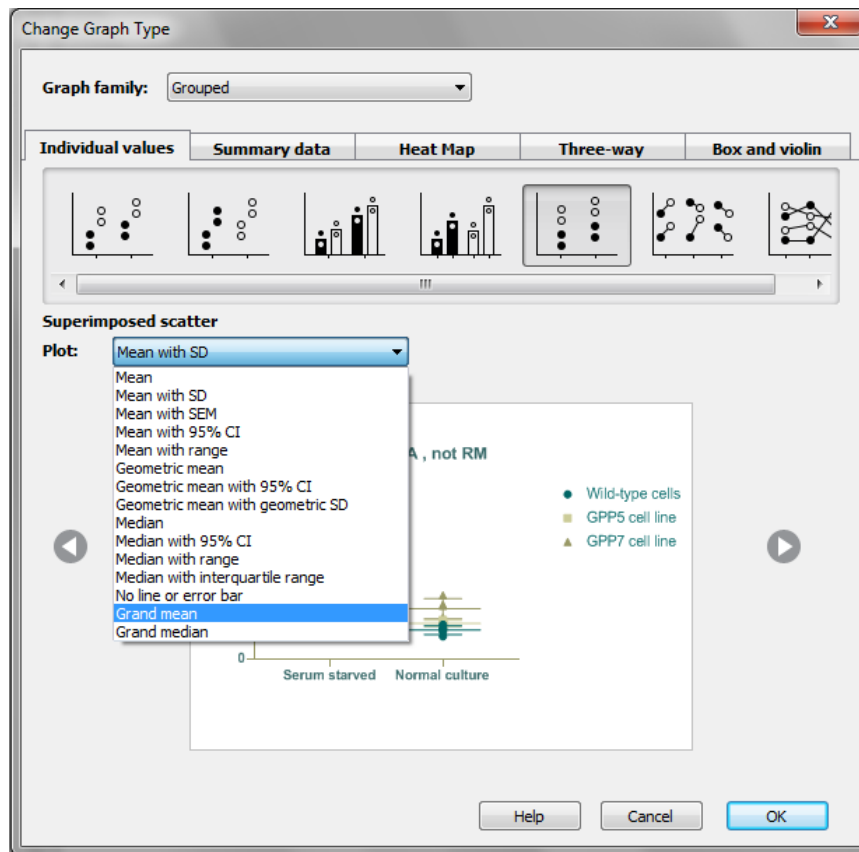 Change Graph Type
Graph family: Grouped
Individual values Summary data Heat Map Three-way Box and violin
Superimposed scatter
Plot: Mean with SD
Mean
Mean with SD
Mean with SEM
Mean with 95% CI
Mean with range
Geometric mean
Geometric mean with 95% CI
Geometric mean with geometric SD
Median
Median with 95% CI
Median with range
Median with interquartile range
No line or error bar
Grand mean
Grand median
A , not RM
Wild-type cells
GPP5 cell line
GPP7 cell line
0
Serum starved Normal culture
Help Cancel OK